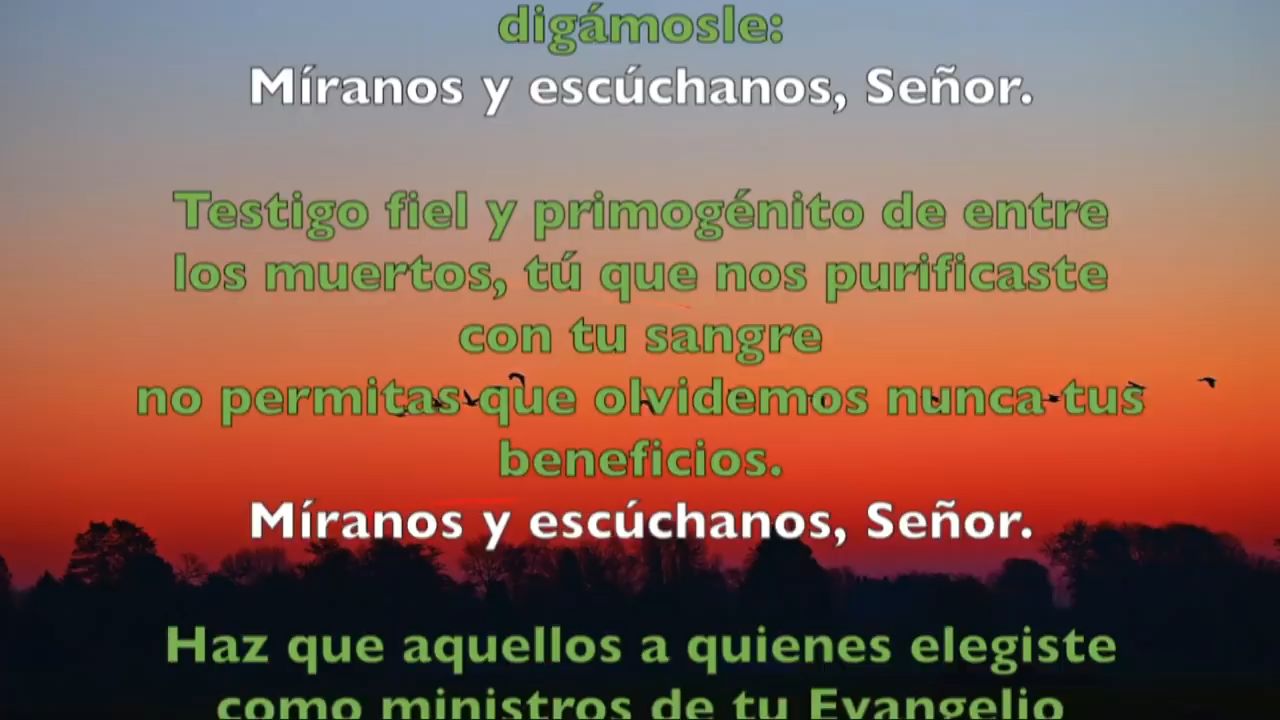 digámosle:
Míranos y escúchanos, Señor.
Testigo fiel y primogénito de entre
los muertos, tú que nos purificaste
con tu sangre
no permitas que olvidemos nunca tus
beneficios.
Míranos y escúchanos, Señor.
Haz que aquellos a quienes elegiste
como ministros de tu Evangelio